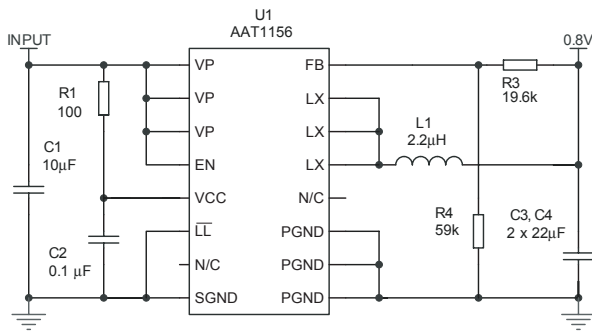 U1
AAT1156
INPUT
0.8V
VP
FB
R1
100
R3
19.6k
VP
LX
VP
LX
L1
2.2µH
C1
10µF
EN
LX
VCC
N/C
LL
PGND
R4
59k
C3, C4
2 x 22µF
C2
0.1 µF
N/C
PGND
SGND
PGND